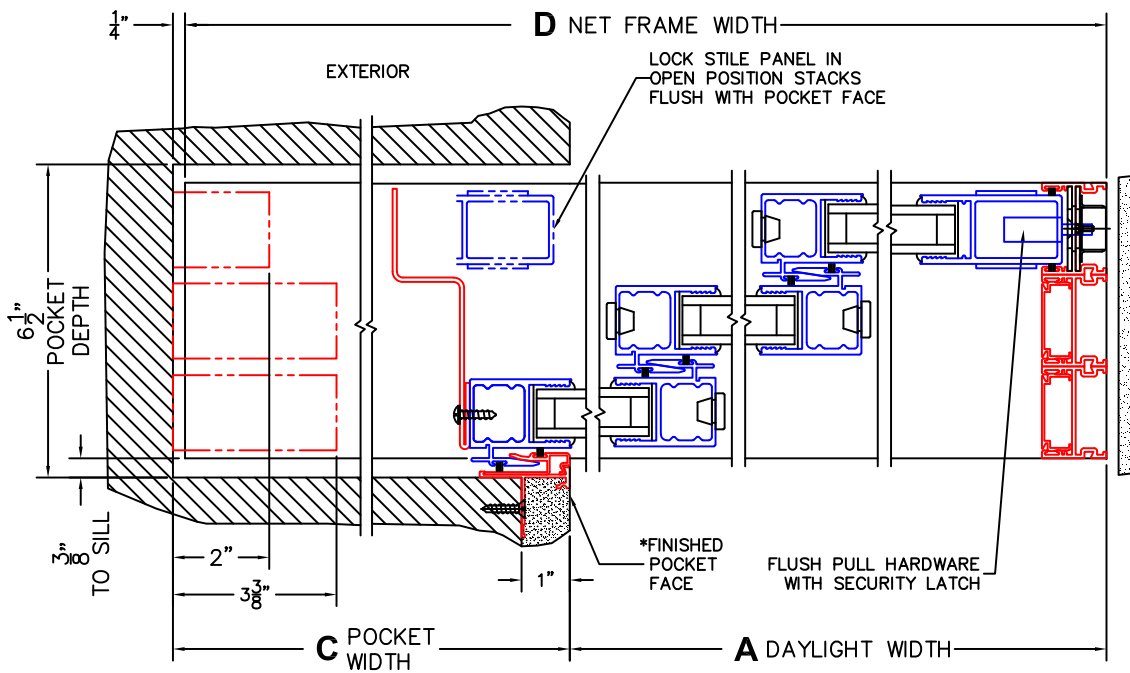 1/4"
D NET FRAME WIDTH
EXTERIOR
LOCK STILE PANEL IN
OPEN POSITION STACKS
FLUSH WITH POCKET FACE
6 1/2"
POCKET
DEPTH
3/8"
TO SILL
2"
3 3/8"
1"
*FINISHED
POCKET
FACE
FLUSH PULL HARDWARE
WITH SECURITY LATCH
C POCKET
WIDTH
A DAYLIGHT WIDTH